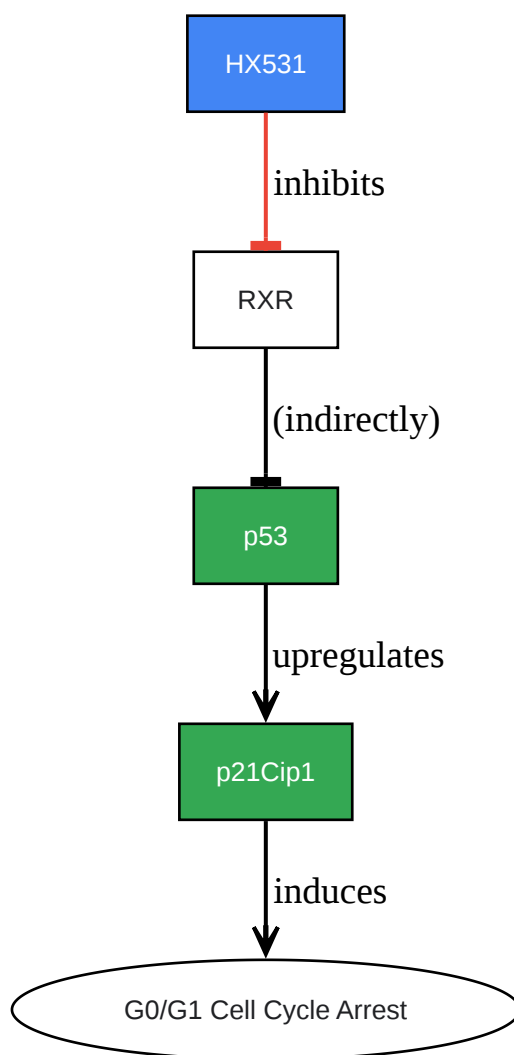 HX531
inhibits
RXR
(indirectly)
p53
upregulates
p21Cip1
induces
G0/G1 Cell Cycle Arrest